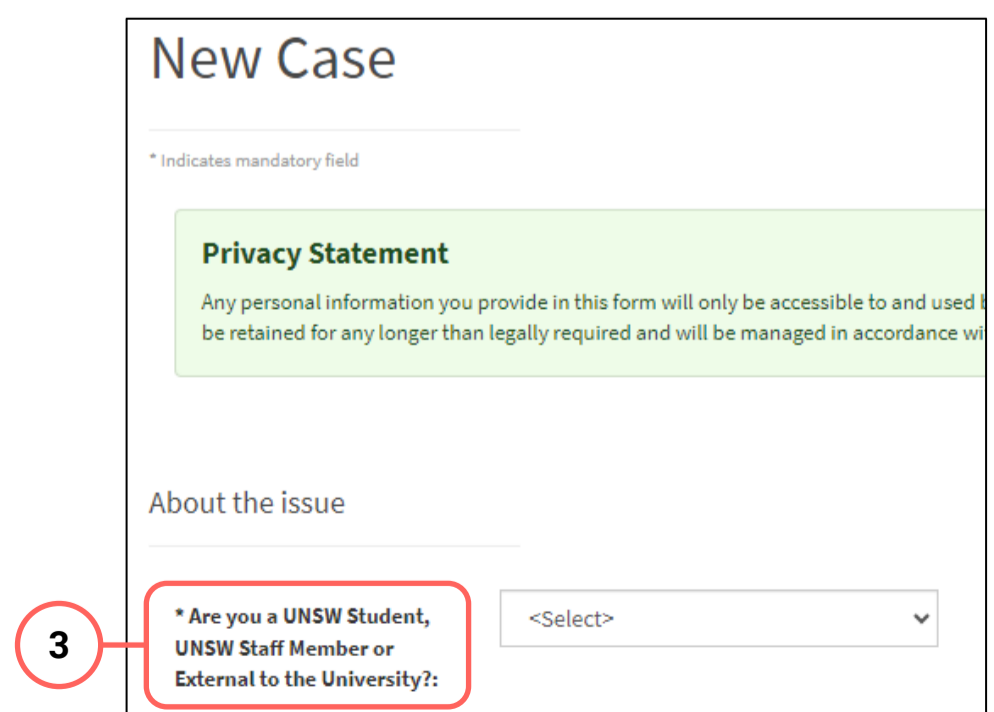 New Case
* Indicates mandatory field
Privacy Statement
Any personal information you provide in this form will only be accessible to and used
be retained for any longer than legally required and will be managed in accordance
About the issue
* Are you a UNSW Student,
UNSW Staff Member or
External to the University?:
<Select>
3